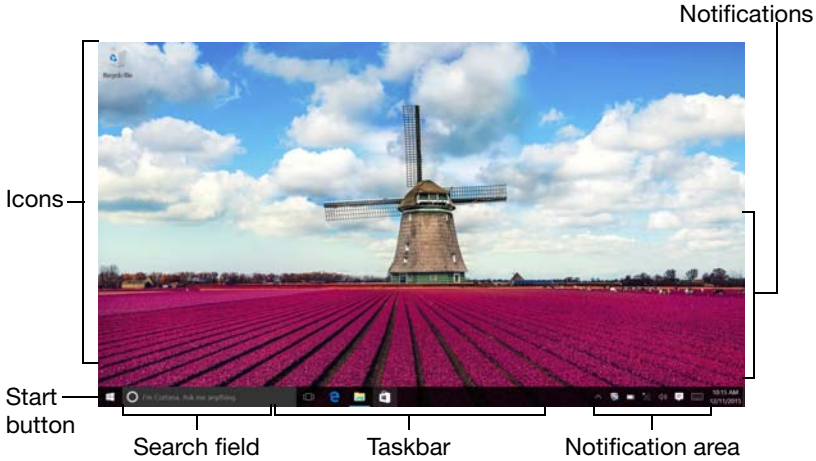 Notifications
Recycle Bin
Icons
I'm Cortana. Ask me anything.
10:15 AM
12/11/2015
Start
button
Search field
Taskbar
Notification area